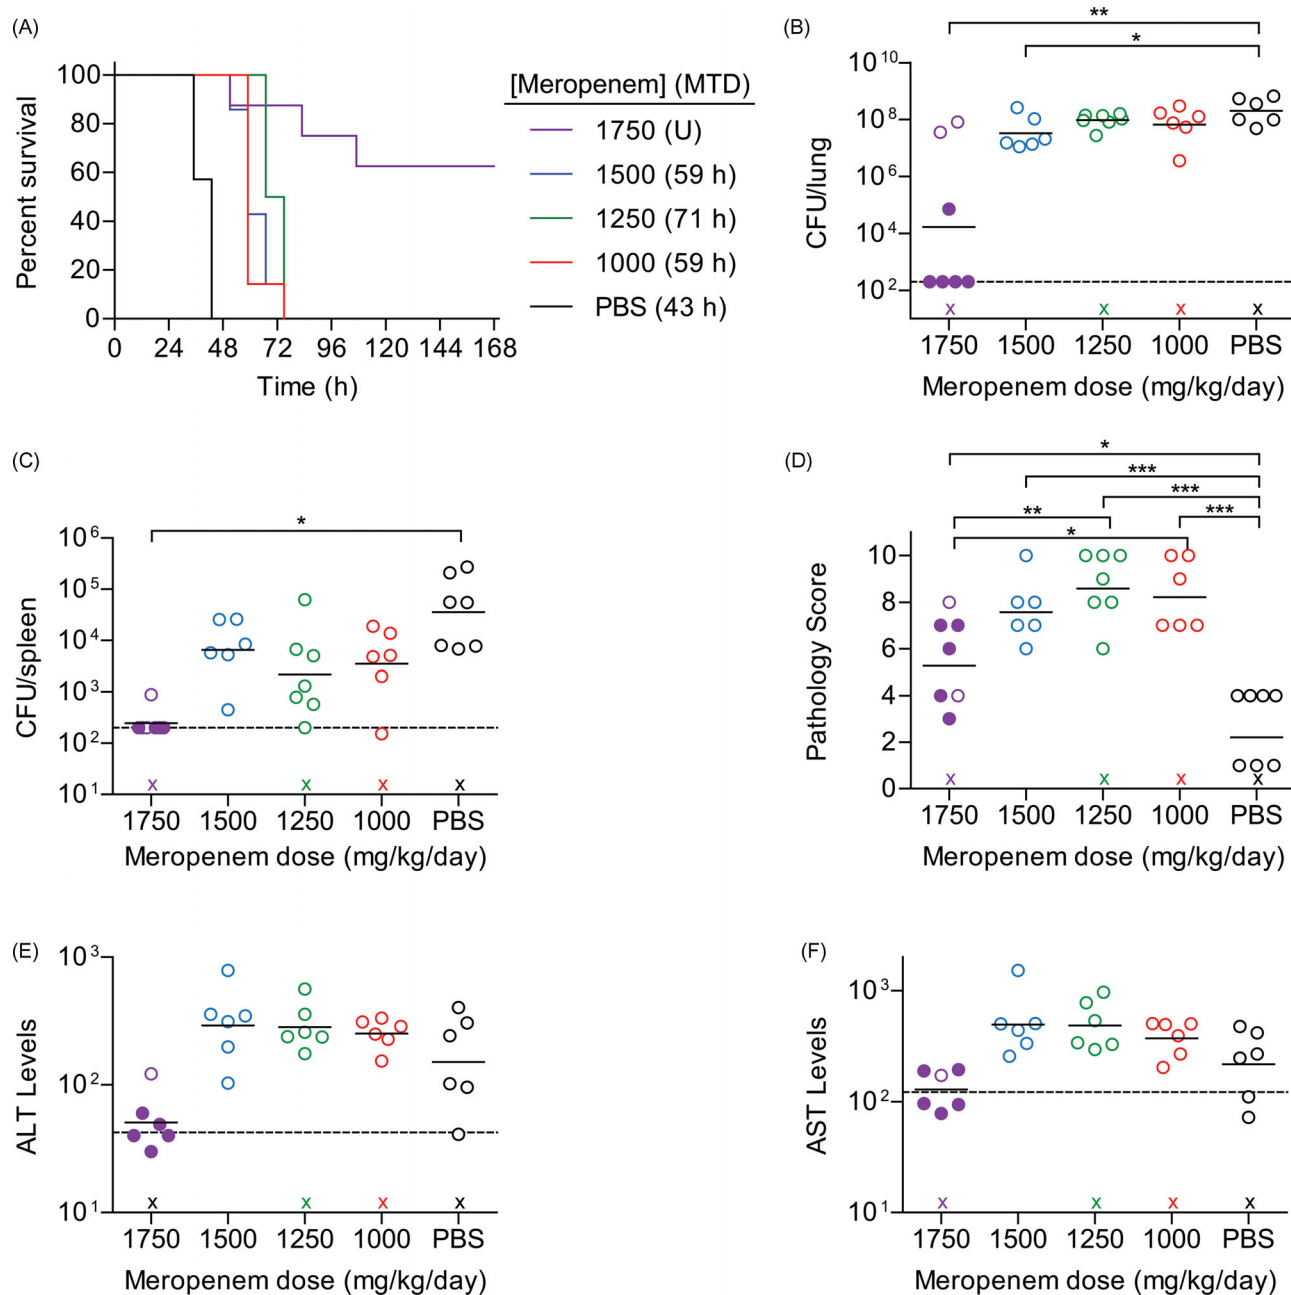 (A)
Percent survival
100
80
60
40
20
0
0 24 48 72 96 120 144 168
Time (h)
[Meropenem] (MTD)
1750 (U)
1500 (59 h)
1250 (71 h)
1000 (59 h)
PBS (43 h)
(B)
**
*
CFU/lung
10^10
10^8
10^6
10^4
10^2
x x x x
1750 1500 1250 1000 PBS
Meropenem dose (mg/kg/day)
(C)
*
CFU/spleen
10^6
10^5
10^4
10^3
10^2
10^1
x x x x
1750 1500 1250 1000 PBS
Meropenem dose (mg/kg/day)
(D)
*
***
***
** ***
*
Pathology Score
10
8
6
4
2
0
x x x x
1750 1500 1250 1000 PBS
Meropenem dose (mg/kg/day)
(E)
ALT Levels
10^3
10^2
10^1
x x x x
1750 1500 1250 1000 PBS
Meropenem dose (mg/kg/day)
(F)
AST Levels
10^3
10^2
10^1
x x x x
1750 1500 1250 1000 PBS
Meropenem dose (mg/kg/day)